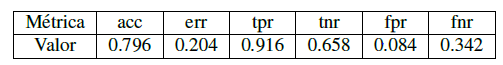 Métrica acc err tpr tnr fpr fnr
Valor 0.796 0.204 0.916 0.658 0.084 0.342